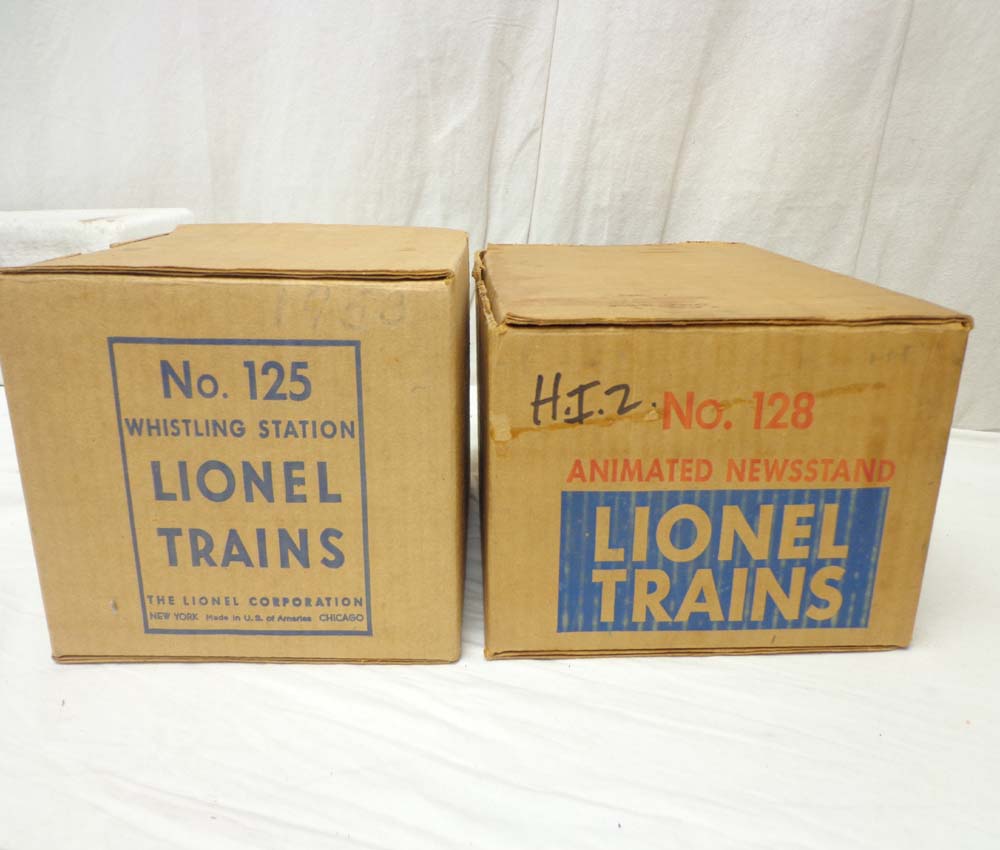 No. 125
WHISTLING STATION
LIONEL
TRAINS
THE LIONEL CORPORATION
NEW YORK Made in U.S. of America CHICAGO
H.I.2.
No. 128
ANIMATED NEWSSTAND
LIONEL
TRAINS